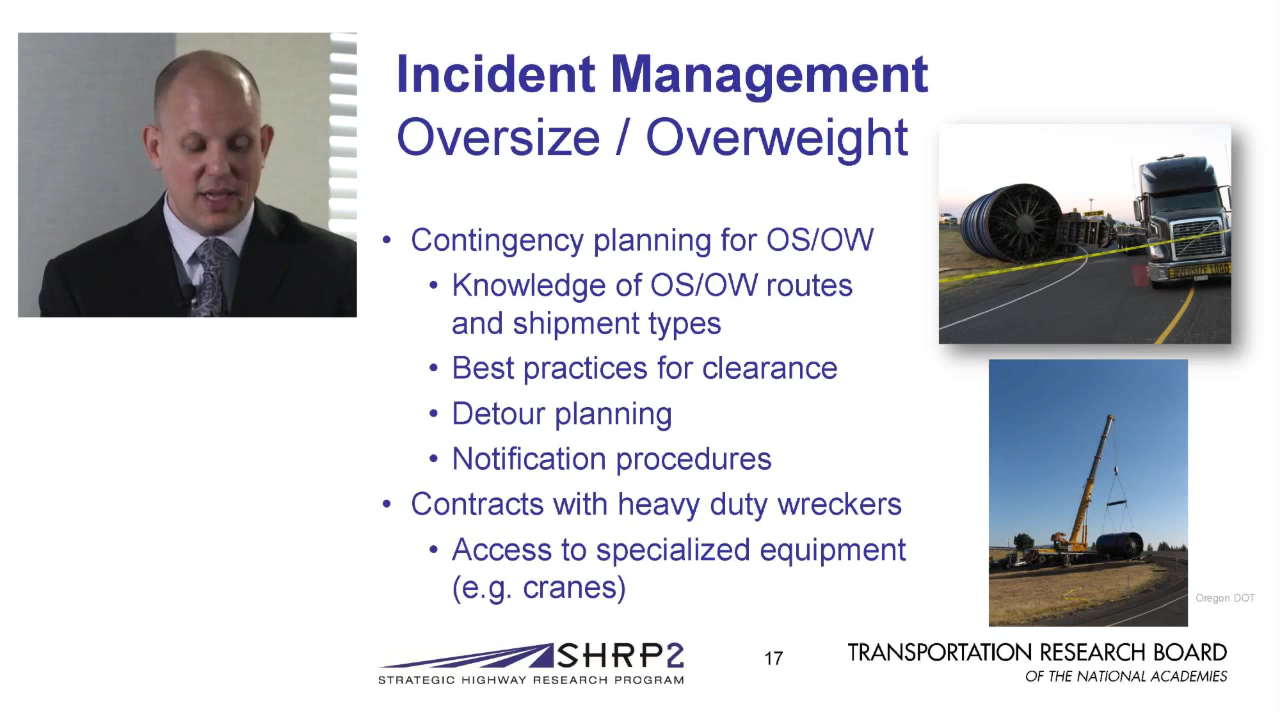 Incident Management
Oversize / Overweight
• Contingency planning for OS/OW
• Knowledge of OS/OW routes
and shipment types
• Best practices for clearance
• Detour planning
• Notification procedures
• Contracts with heavy duty wreckers
• Access to specialized equipment
(e.g. cranes)
OVERSIZE LOAD
Oregon DOT
SHRP2
STRATEGIC HIGHWAY RESEARCH PROGRAM
17
TRANSPORTATION RESEARCH BOARD
OF THE NATIONAL ACADEMIES